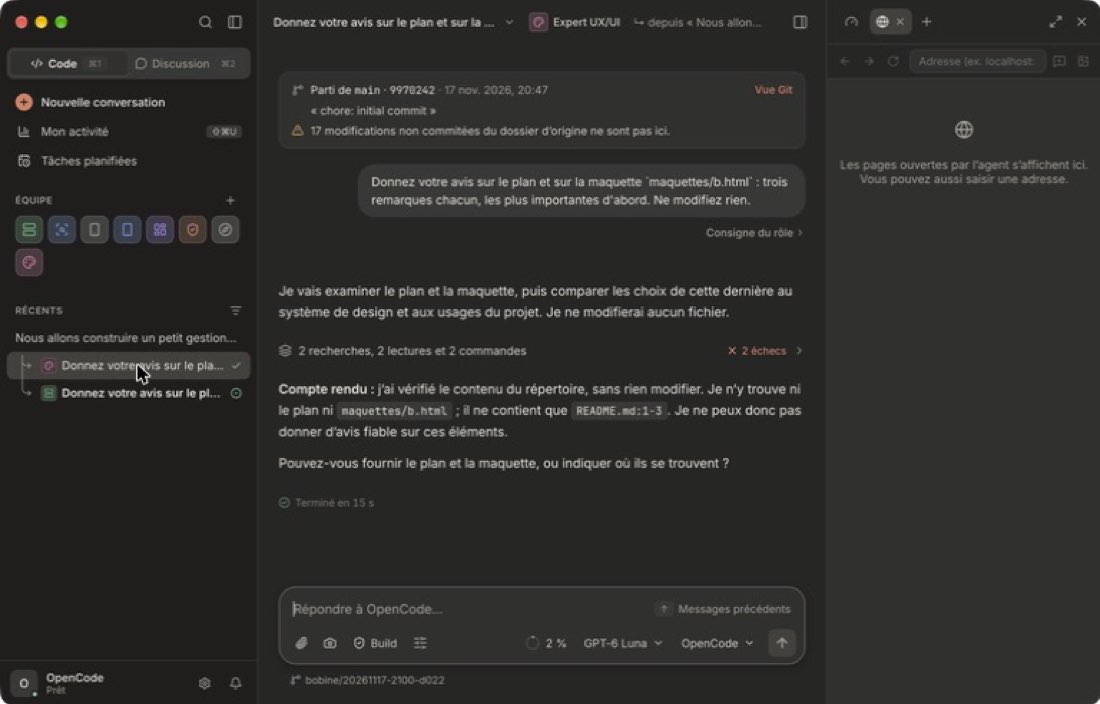 Code ⌘1
Discussion ⌘2
Nouvelle conversation
Mon activité ⇧⌘U
Tâches planifiées
ÉQUIPE
RÉCENTS
Nous allons construire un petit gestion...
Donnez votre avis sur le pla...
Donnez votre avis sur le pl...
OpenCode
Prêt
O
Donnez votre avis sur le plan et sur la ...
Expert UX/UI
depuis « Nous allon...
Parti de main · 9970242 · 17 nov. 2026, 20:47
Vue Git
« chore: initial commit »
17 modifications non commitées du dossier d'origine ne sont pas ici.
Donnez votre avis sur le plan et sur la maquette `maquettes/b.html` : trois
remarques chacun, les plus importantes d'abord. Ne modifiez rien.
Consigne du rôle
Je vais examiner le plan et la maquette, puis comparer les choix de cette dernière au
système de design et aux usages du projet. Je ne modifierai aucun fichier.
2 recherches, 2 lectures et 2 commandes
2 échecs
Compte rendu : j'ai vérifié le contenu du répertoire, sans rien modifier. Je n'y trouve ni
le plan ni maquettes/b.html ; il ne contient que README.md:1-3. Je ne peux donc pas
donner d'avis fiable sur ces éléments.
Pouvez-vous fournir le plan et la maquette, ou indiquer où ils se trouvent ?
Terminé en 15 s
Répondre à OpenCode...
Messages précédents
Build
2 %
GPT-6 Luna
OpenCode
bobine/20261117-2100-d022
Adresse (ex. localhost:
Les pages ouvertes par l'agent s'affichent ici.
Vous pouvez aussi saisir une adresse.